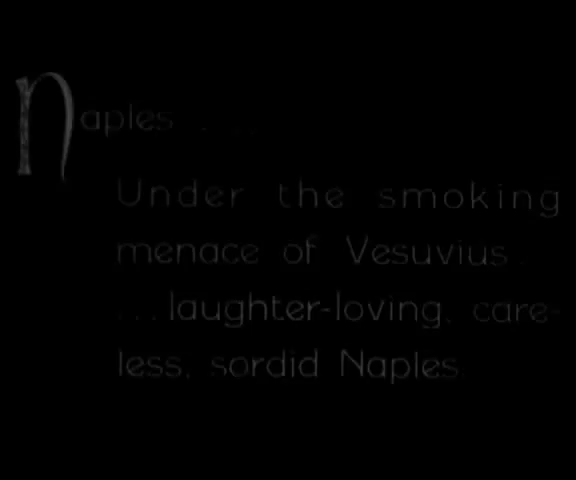 Naples ....
Under the smoking
menace of Vesuvius..
...laughter-loving, care-
less, sordid Naples